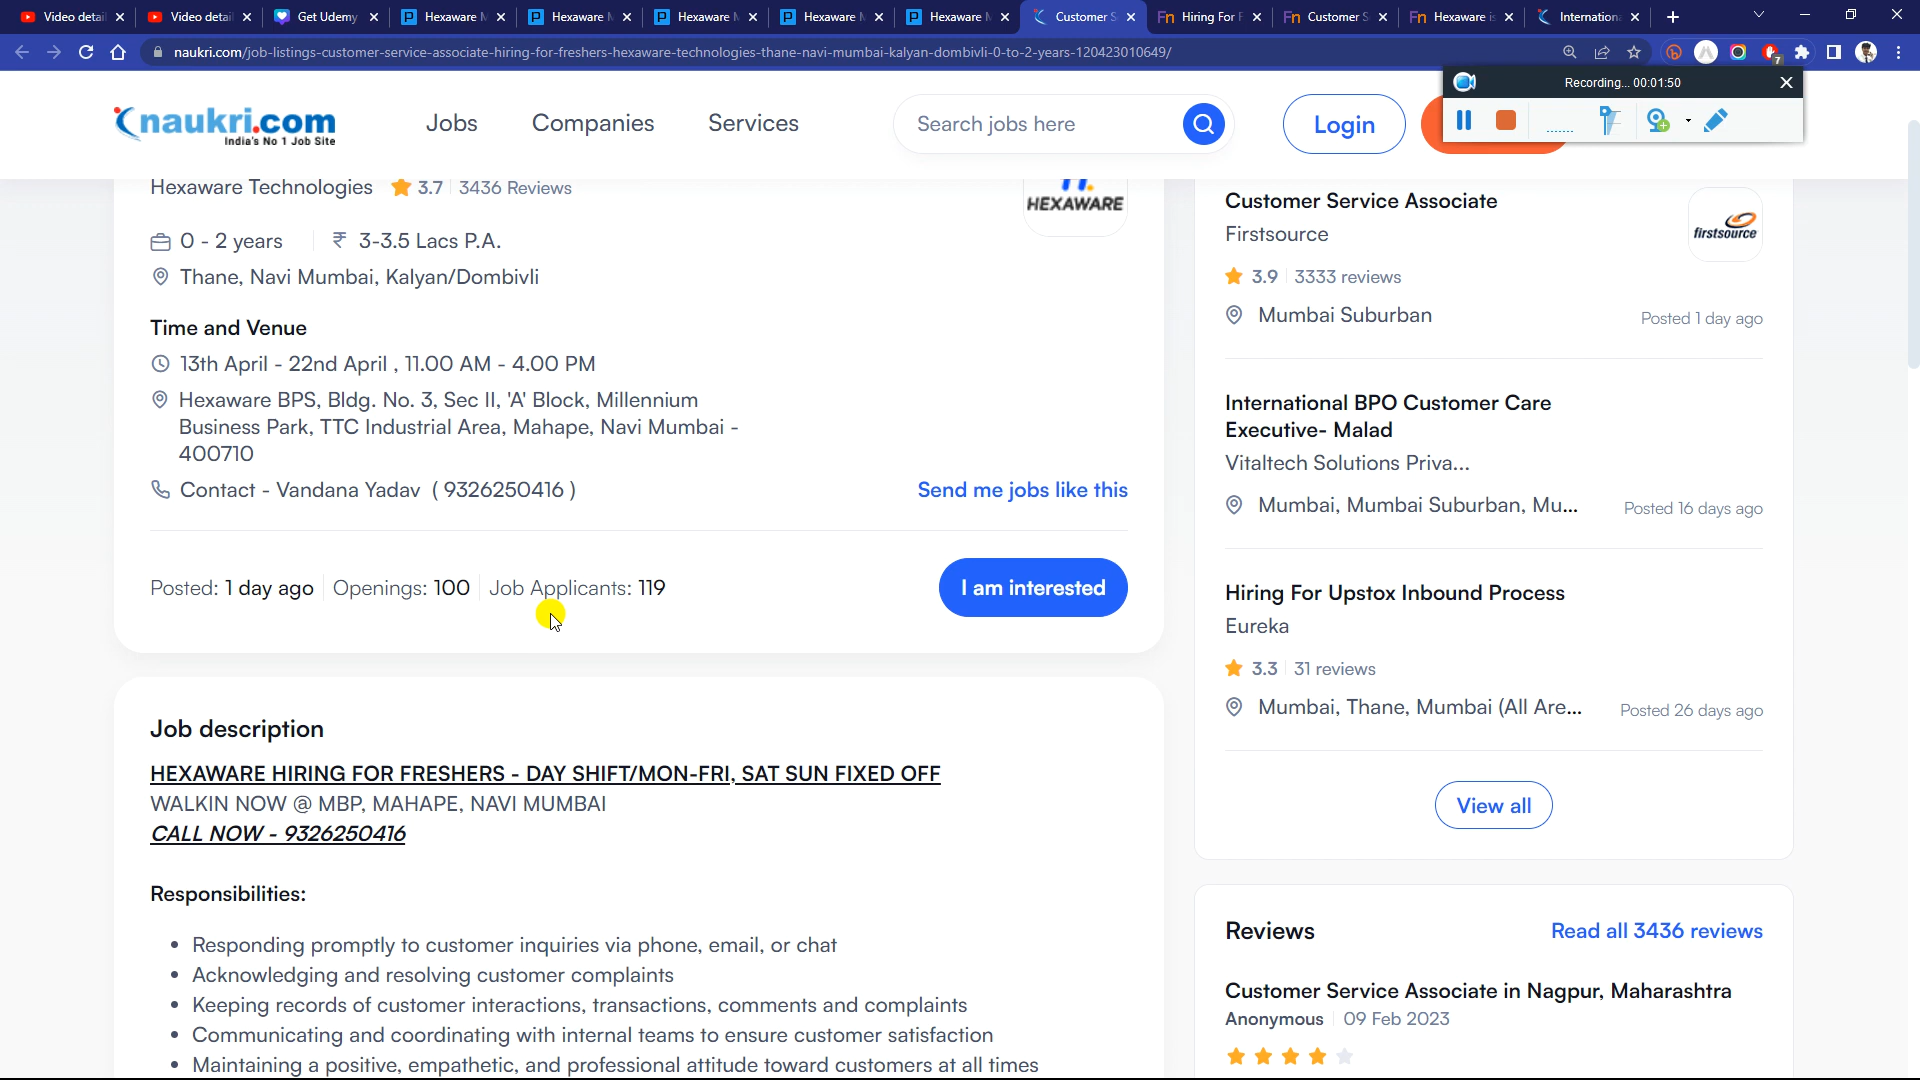 Video detai
Video detai
Get Udemy
Hexaware
Hexaware
Hexaware
Hexaware
Hexaware
Customer S
Hiring For F
Customer S
Hexaware is
Internation
naukri.com/job-listings-customer-service-associate-hiring-for-freshers-hexaware-technologies-thane-navi-mumbai-kalyan-dombivli-0-to-2-years-120423010649/
7
Recording... 00:01:50
naukri.com
India's No 1 Job Site
Jobs
Companies
Services
Search jobs here
Login
Hexaware Technologies 3.7 3436 Reviews
HEXAWARE
0 - 2 years ₹ 3-3.5 Lacs P.A.
Thane, Navi Mumbai, Kalyan/Dombivli
Time and Venue
13th April - 22nd April , 11.00 AM - 4.00 PM
Hexaware BPS, Bldg. No. 3, Sec II, 'A' Block, Millennium
Business Park, TTC Industrial Area, Mahape, Navi Mumbai -
400710
Contact - Vandana Yadav ( 9326250416 )
Send me jobs like this
Posted: 1 day ago Openings: 100 Job Applicants: 119
I am interested
Job description
HEXAWARE HIRING FOR FRESHERS - DAY SHIFT/MON-FRI, SAT SUN FIXED OFF
WALKIN NOW @ MBP, MAHAPE, NAVI MUMBAI
CALL NOW - 9326250416
Responsibilities:
• Responding promptly to customer inquiries via phone, email, or chat
• Acknowledging and resolving customer complaints
• Keeping records of customer interactions, transactions, comments and complaints
• Communicating and coordinating with internal teams to ensure customer satisfaction
• Maintaining a positive, empathetic, and professional attitude toward customers at all times
Customer Service Associate
Firstsource
firstsource
3.9 3333 reviews
Mumbai Suburban
Posted 1 day ago
International BPO Customer Care
Executive- Malad
Vitaltech Solutions Priva...
Mumbai, Mumbai Suburban, Mu...
Posted 16 days ago
Hiring For Upstox Inbound Process
Eureka
3.3 31 reviews
Mumbai, Thane, Mumbai (All Are...
Posted 26 days ago
View all
Reviews
Read all 3436 reviews
Customer Service Associate in Nagpur, Maharashtra
Anonymous 09 Feb 2023